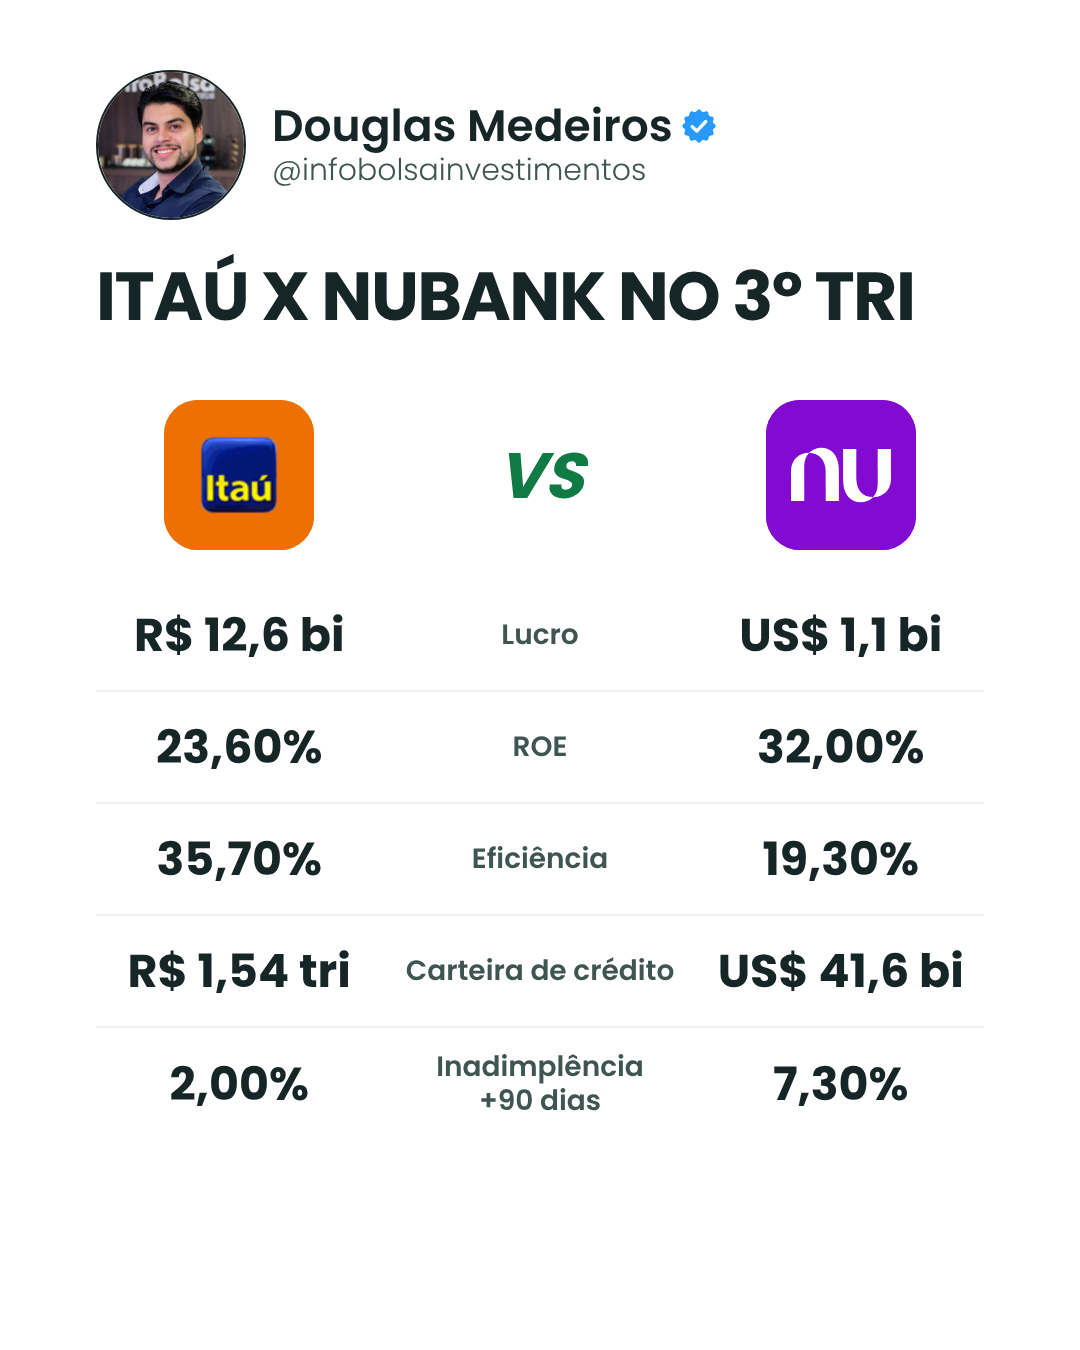 Douglas Medeiros
@infobolsainvestimentos
ITAÚ X NUBANK NO 3º TRI
Itaú
VS
nu
R$ 12,6 bi Lucro US$ 1,1 bi
23,60% ROE 32,00%
35,70% Eficiência 19,30%
R$ 1,54 tri Carteira de crédito US$ 41,6 bi
2,00% Inadimplência +90 dias 7,30%